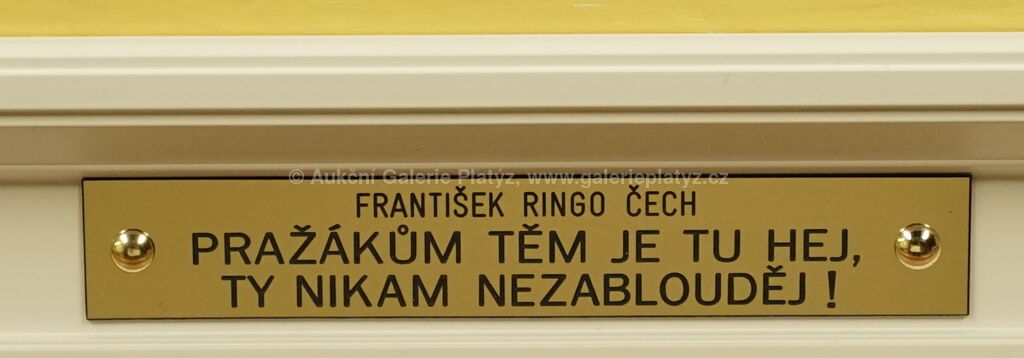 © Aukční Galerie Platýz, www.galerieplatyz.cz
FRANTIŠEK RINGO ČECH
PRAŽÁKŮM TĚM JE TU HEJ,
TY NIKAM NEZABLOUDĚJ !